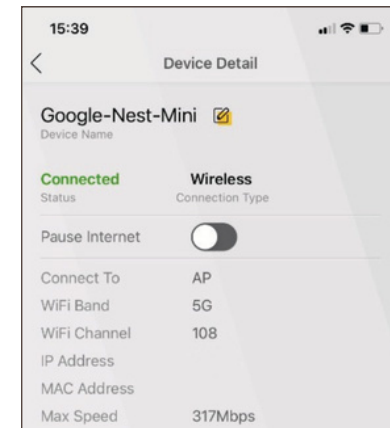 15:39
Device Detail
Google-Nest-Mini
Device Name
Connected Wireless
Status Connection Type
Pause Internet
Connect To AP
WiFi Band 5G
WiFi Channel 108
IP Address
MAC Address
Max Speed 317Mbps